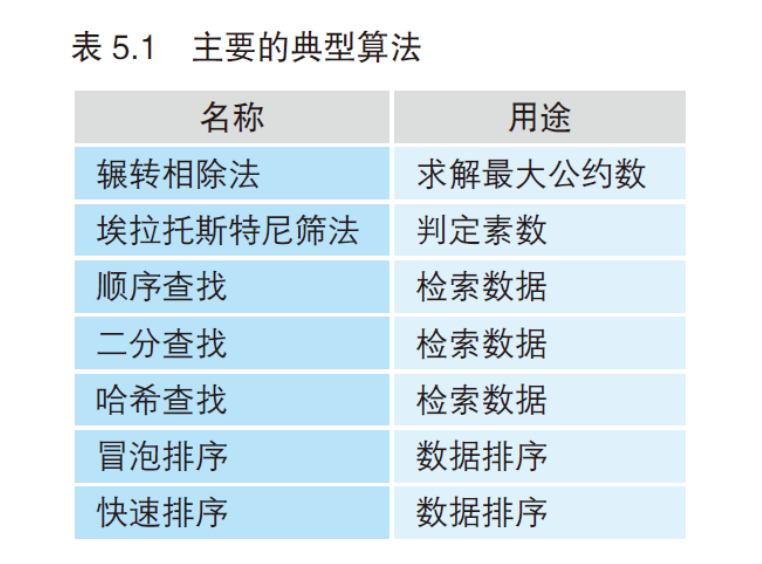 表 5.1 主要的典型算法
名称 用途
辗转相除法 求解最大公约数
埃拉托斯特尼筛法 判定素数
顺序查找 检索数据
二分查找 检索数据
哈希查找 检索数据
冒泡排序 数据排序
快速排序 数据排序